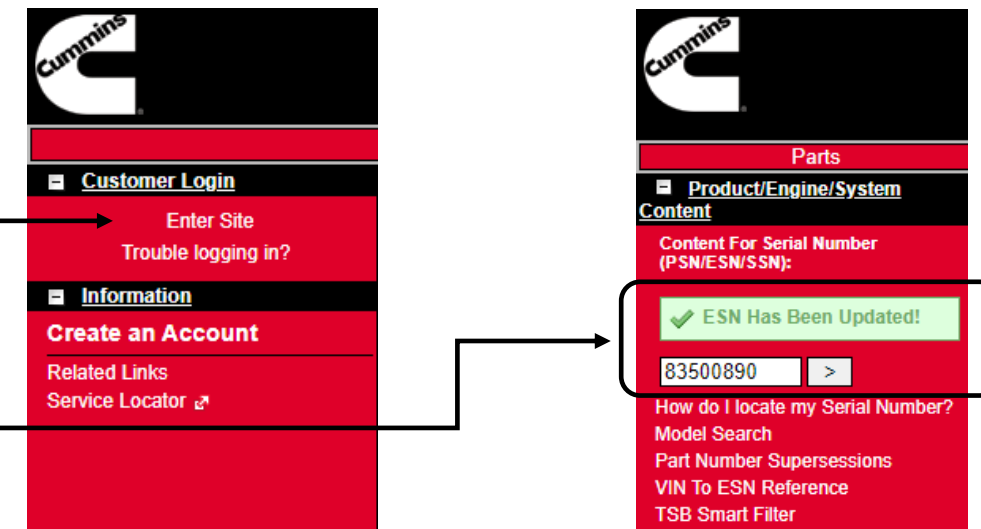 Cummins
Customer Login
Enter Site
Trouble logging in?
Information
Create an Account
Related Links
Service Locator
Cummins
Parts
Product/Engine/System
Content
Content For Serial Number
(PSN/ESN/SSN):
ESN Has Been Updated!
83500890 >
How do I locate my Serial Number?
Model Search
Part Number Supersessions
VIN To ESN Reference
TSB Smart Filter